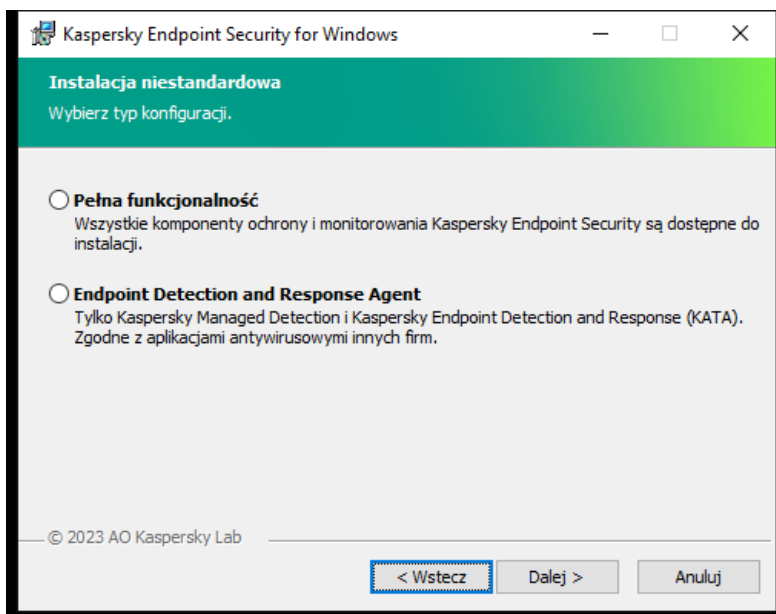 Kaspersky Endpoint Security for Windows
Instalacja niestandardowa
Wybierz typ konfiguracji.
Pełna funkcjonalność
Wszystkie komponenty ochrony i monitorowania Kaspersky Endpoint Security są dostępne do
instalacji.
Endpoint Detection and Response Agent
Tylko Kaspersky Managed Detection i Kaspersky Endpoint Detection and Response (KATA).
Zgodne z aplikacjami antywirusowymi innych firm.
© 2023 AO Kaspersky Lab
< Wstecz
Dalej >
Anuluj